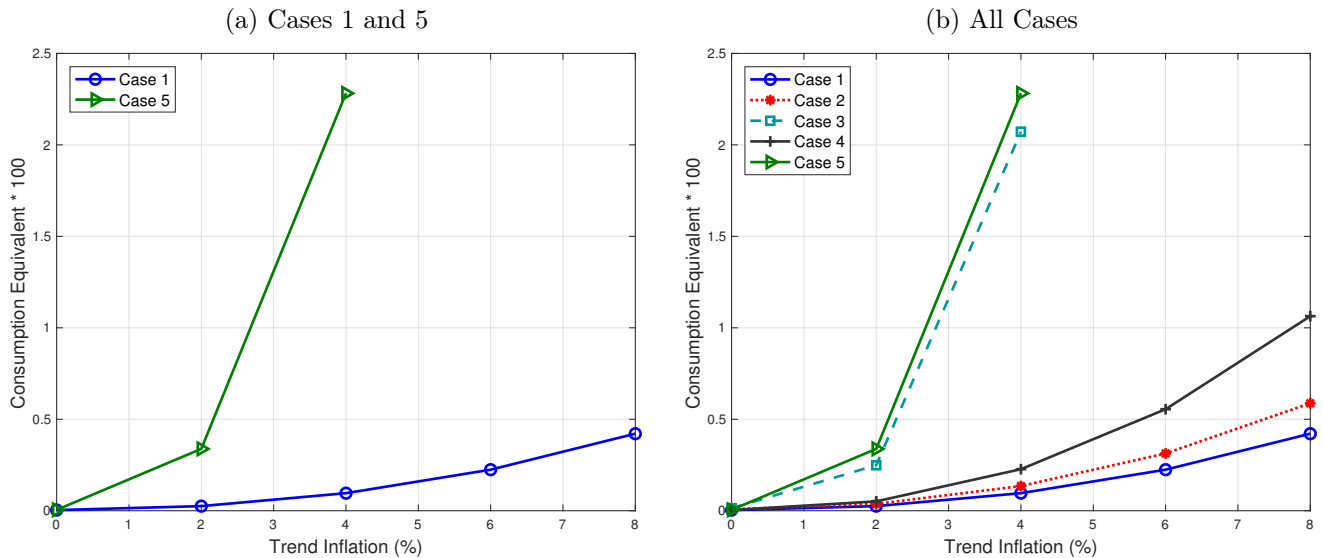 (a) Cases 1 and 5
2.5
2
1.5
1
0.5
0
0 1 2 3 4 5 6 7 8
Consumption Equivalent * 100
Trend Inflation (%)
Case 1
Case 5
(b) All Cases
2.5
2
1.5
1
0.5
0
0 1 2 3 4 5 6 7 8
Consumption Equivalent * 100
Trend Inflation (%)
Case 1
Case 2
Case 3
Case 4
Case 5